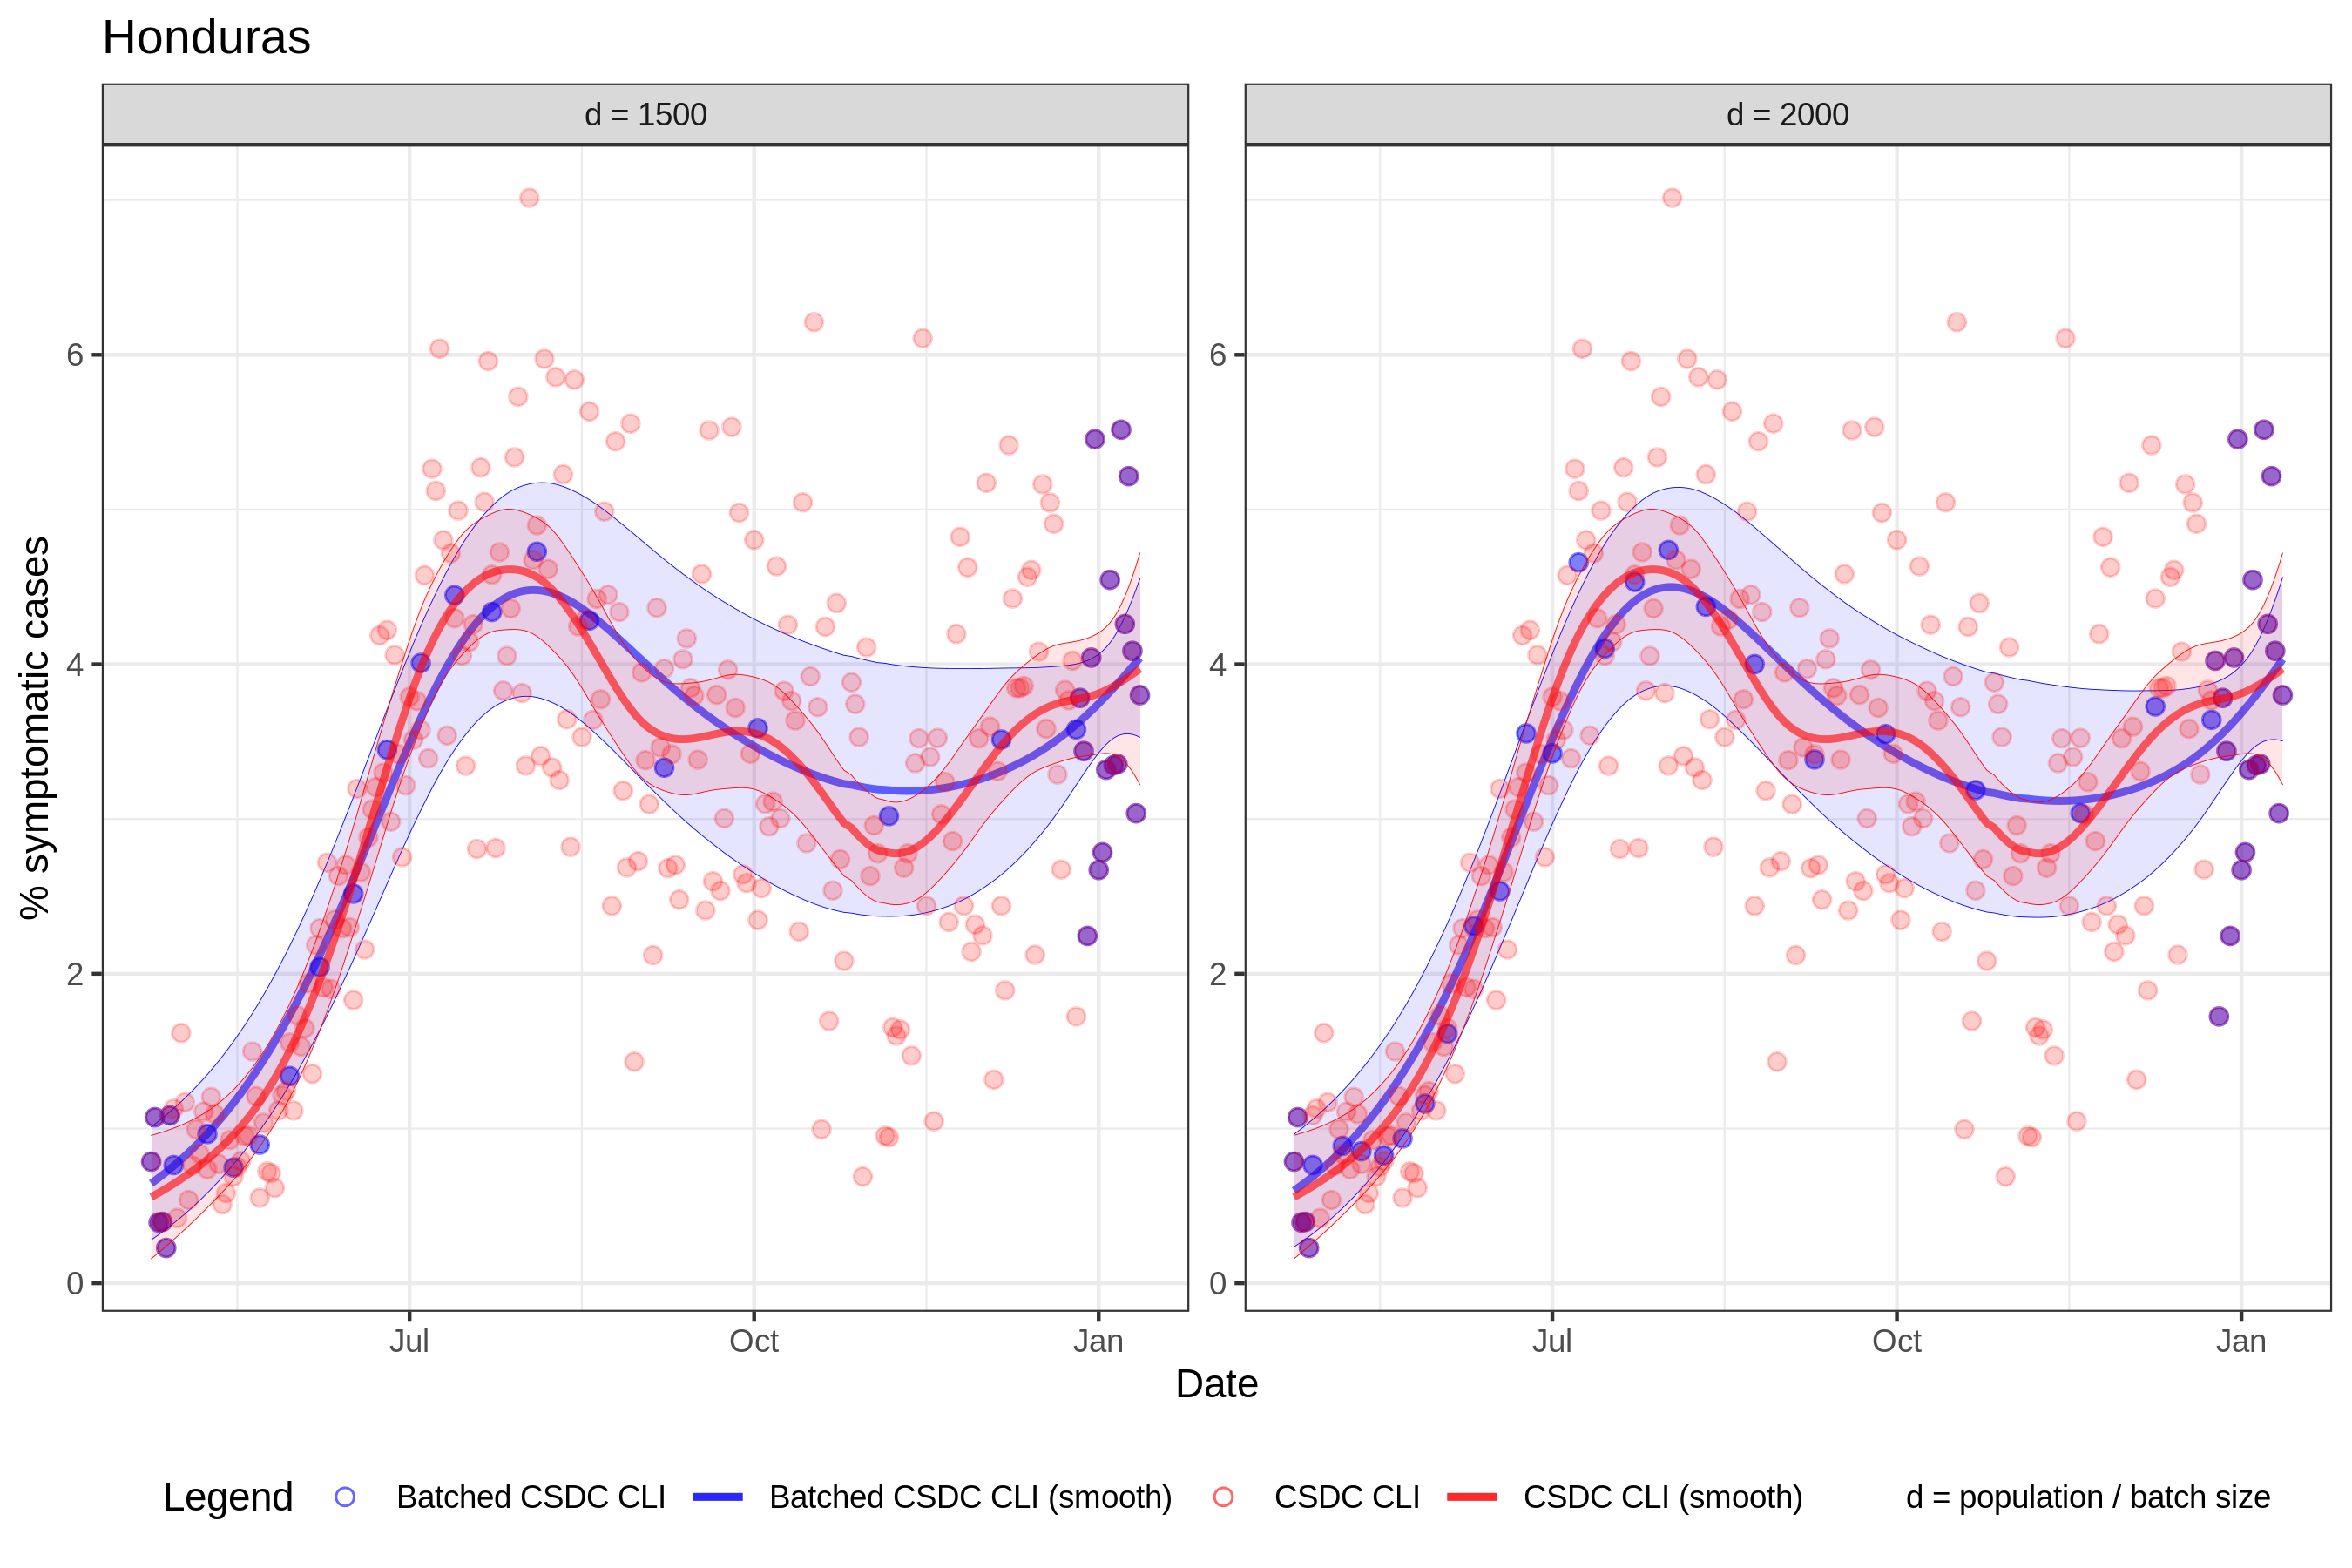 Honduras
d = 1500
d = 2000
% symptomatic cases
6
4
2
0
6
4
2
0
Jul
Oct
Jan
Jul
Oct
Jan
Date
Legend
Batched CSDC CLI
Batched CSDC CLI (smooth)
CSDC CLI
CSDC CLI (smooth)
d = population / batch size